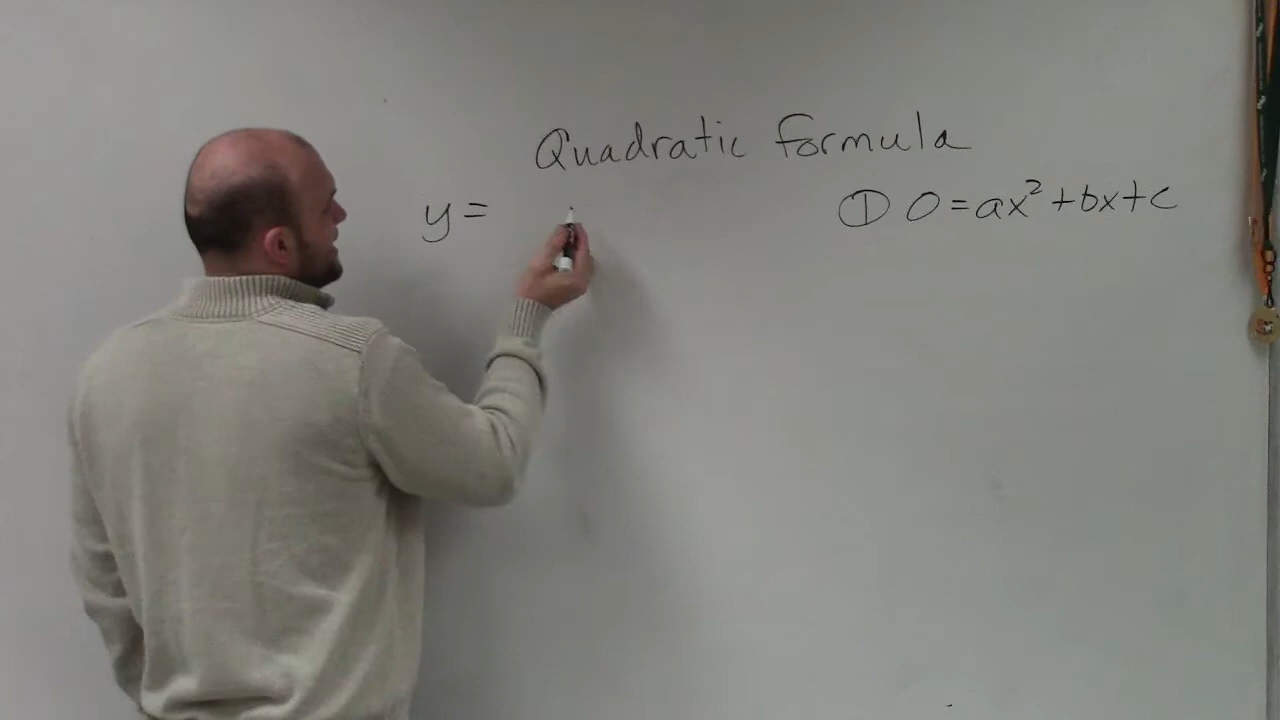 Quadratic formula
y=
① 0=ax²+bx+c